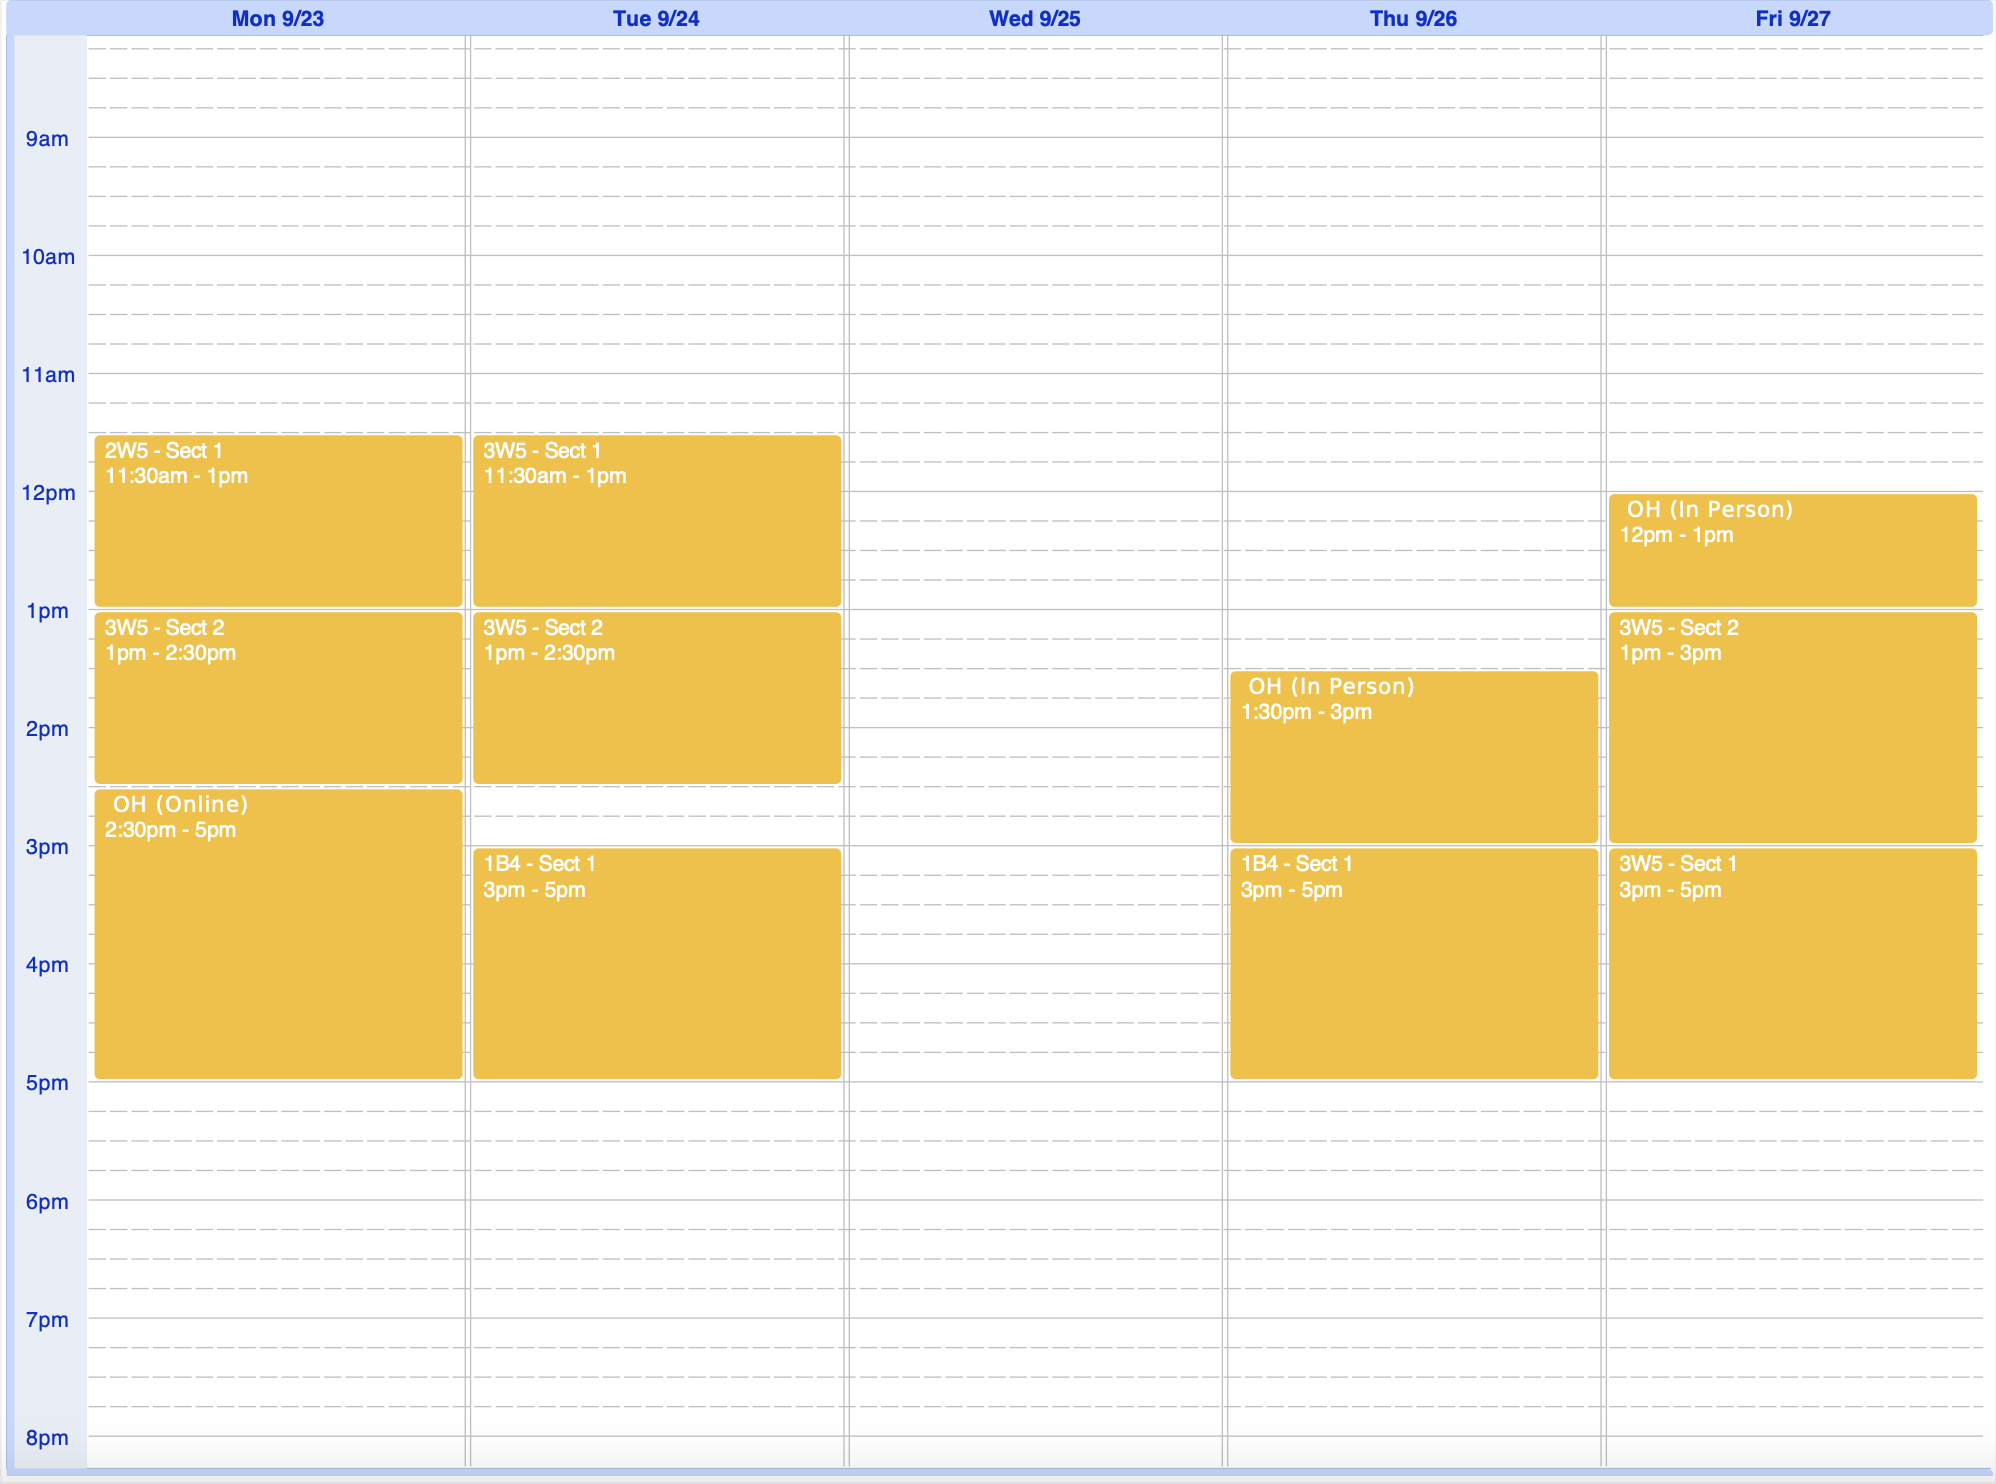 Mon 9/23
Tue 9/24
Wed 9/25
Thu 9/26
Fri 9/27
9am
10am
11am
12pm
1pm
2pm
3pm
4pm
5pm
6pm
7pm
8pm
2W5 - Sect 1
11:30am - 1pm
3W5 - Sect 2
1pm - 2:30pm
OH (Online)
2:30pm - 5pm
3W5 - Sect 1
11:30am - 1pm
3W5 - Sect 2
1pm - 2:30pm
1B4 - Sect 1
3pm - 5pm
OH (In Person)
1:30pm - 3pm
1B4 - Sect 1
3pm - 5pm
OH (In Person)
12pm - 1pm
3W5 - Sect 2
1pm - 3pm
3W5 - Sect 1
3pm - 5pm